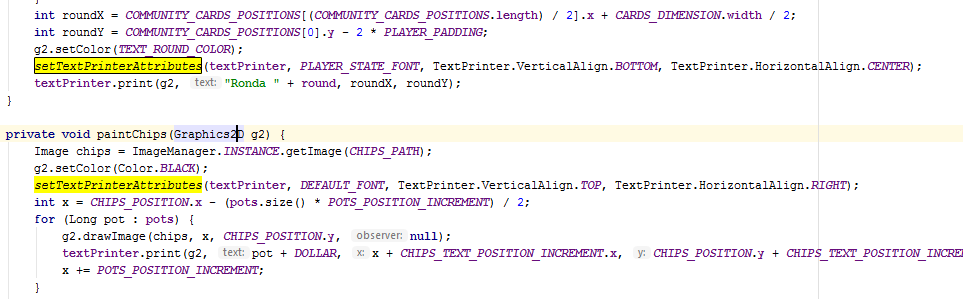 int roundX = COMMUNITY_CARDS_POSITIONS[(COMMUNITY_CARDS_POSITIONS.length) / 2].x + CARDS_DIMENSION.width / 2;
int roundY = COMMUNITY_CARDS_POSITIONS[0].y - 2 * PLAYER_PADDING;
g2.setColor(TEXT_ROUND_COLOR);
setTextPrinterAttributes(textPrinter, PLAYER_STATE_FONT, TextPrinter.VerticalAlign.BOTTOM, TextPrinter.HorizontalAlign.CENTER);
textPrinter.print(g2, text: "Ronda " + round, roundX, roundY);
}
private void paintChips(Graphics2D g2) {
Image chips = ImageManager.INSTANCE.getImage(CHIPS_PATH);
g2.setColor(Color.BLACK);
setTextPrinterAttributes(textPrinter, DEFAULT_FONT, TextPrinter.VerticalAlign.TOP, TextPrinter.HorizontalAlign.RIGHT);
int x = CHIPS_POSITION.x - (pots.size() * POTS_POSITION_INCREMENT) / 2;
for (Long pot : pots) {
g2.drawImage(chips, x, CHIPS_POSITION.y, observer: null);
textPrinter.print(g2, text: pot + DOLLAR, x: x + CHIPS_TEXT_POSITION_INCREMENT.x, y: CHIPS_POSITION.y + CHIPS_TEXT_POSITION_INCRE
x += POTS_POSITION_INCREMENT;
}